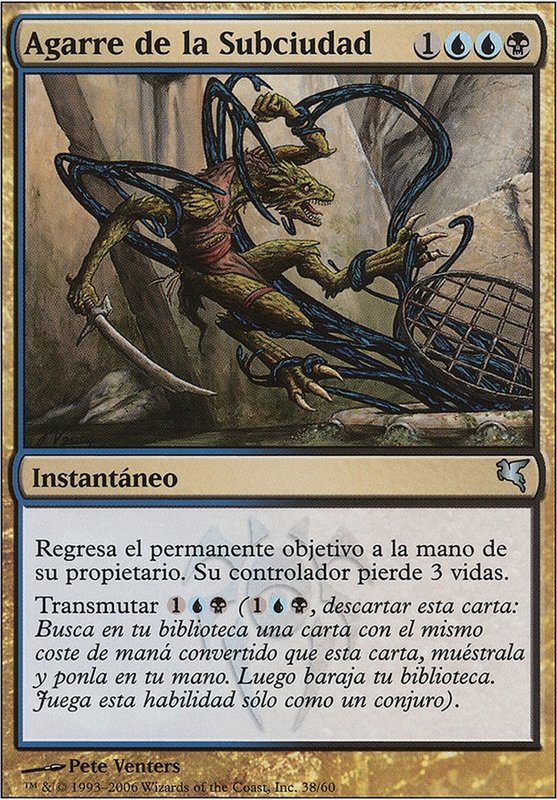 Agarre de la Subciudad 1
Instantáneo
Regresa el permanente objetivo a la mano de
su propietario. Su controlador pierde 3 vidas.
Transmutar 1 (1, descartar esta carta:
Busca en tu biblioteca una carta con el mismo
coste de maná convertido que esta carta, muéstrala
y ponla en tu mano. Luego baraja tu biblioteca.
Juega esta habilidad sólo como un conjuro).
Pete Venters
™ & © 1993–2006 Wizards of the Coast, Inc. 38/60